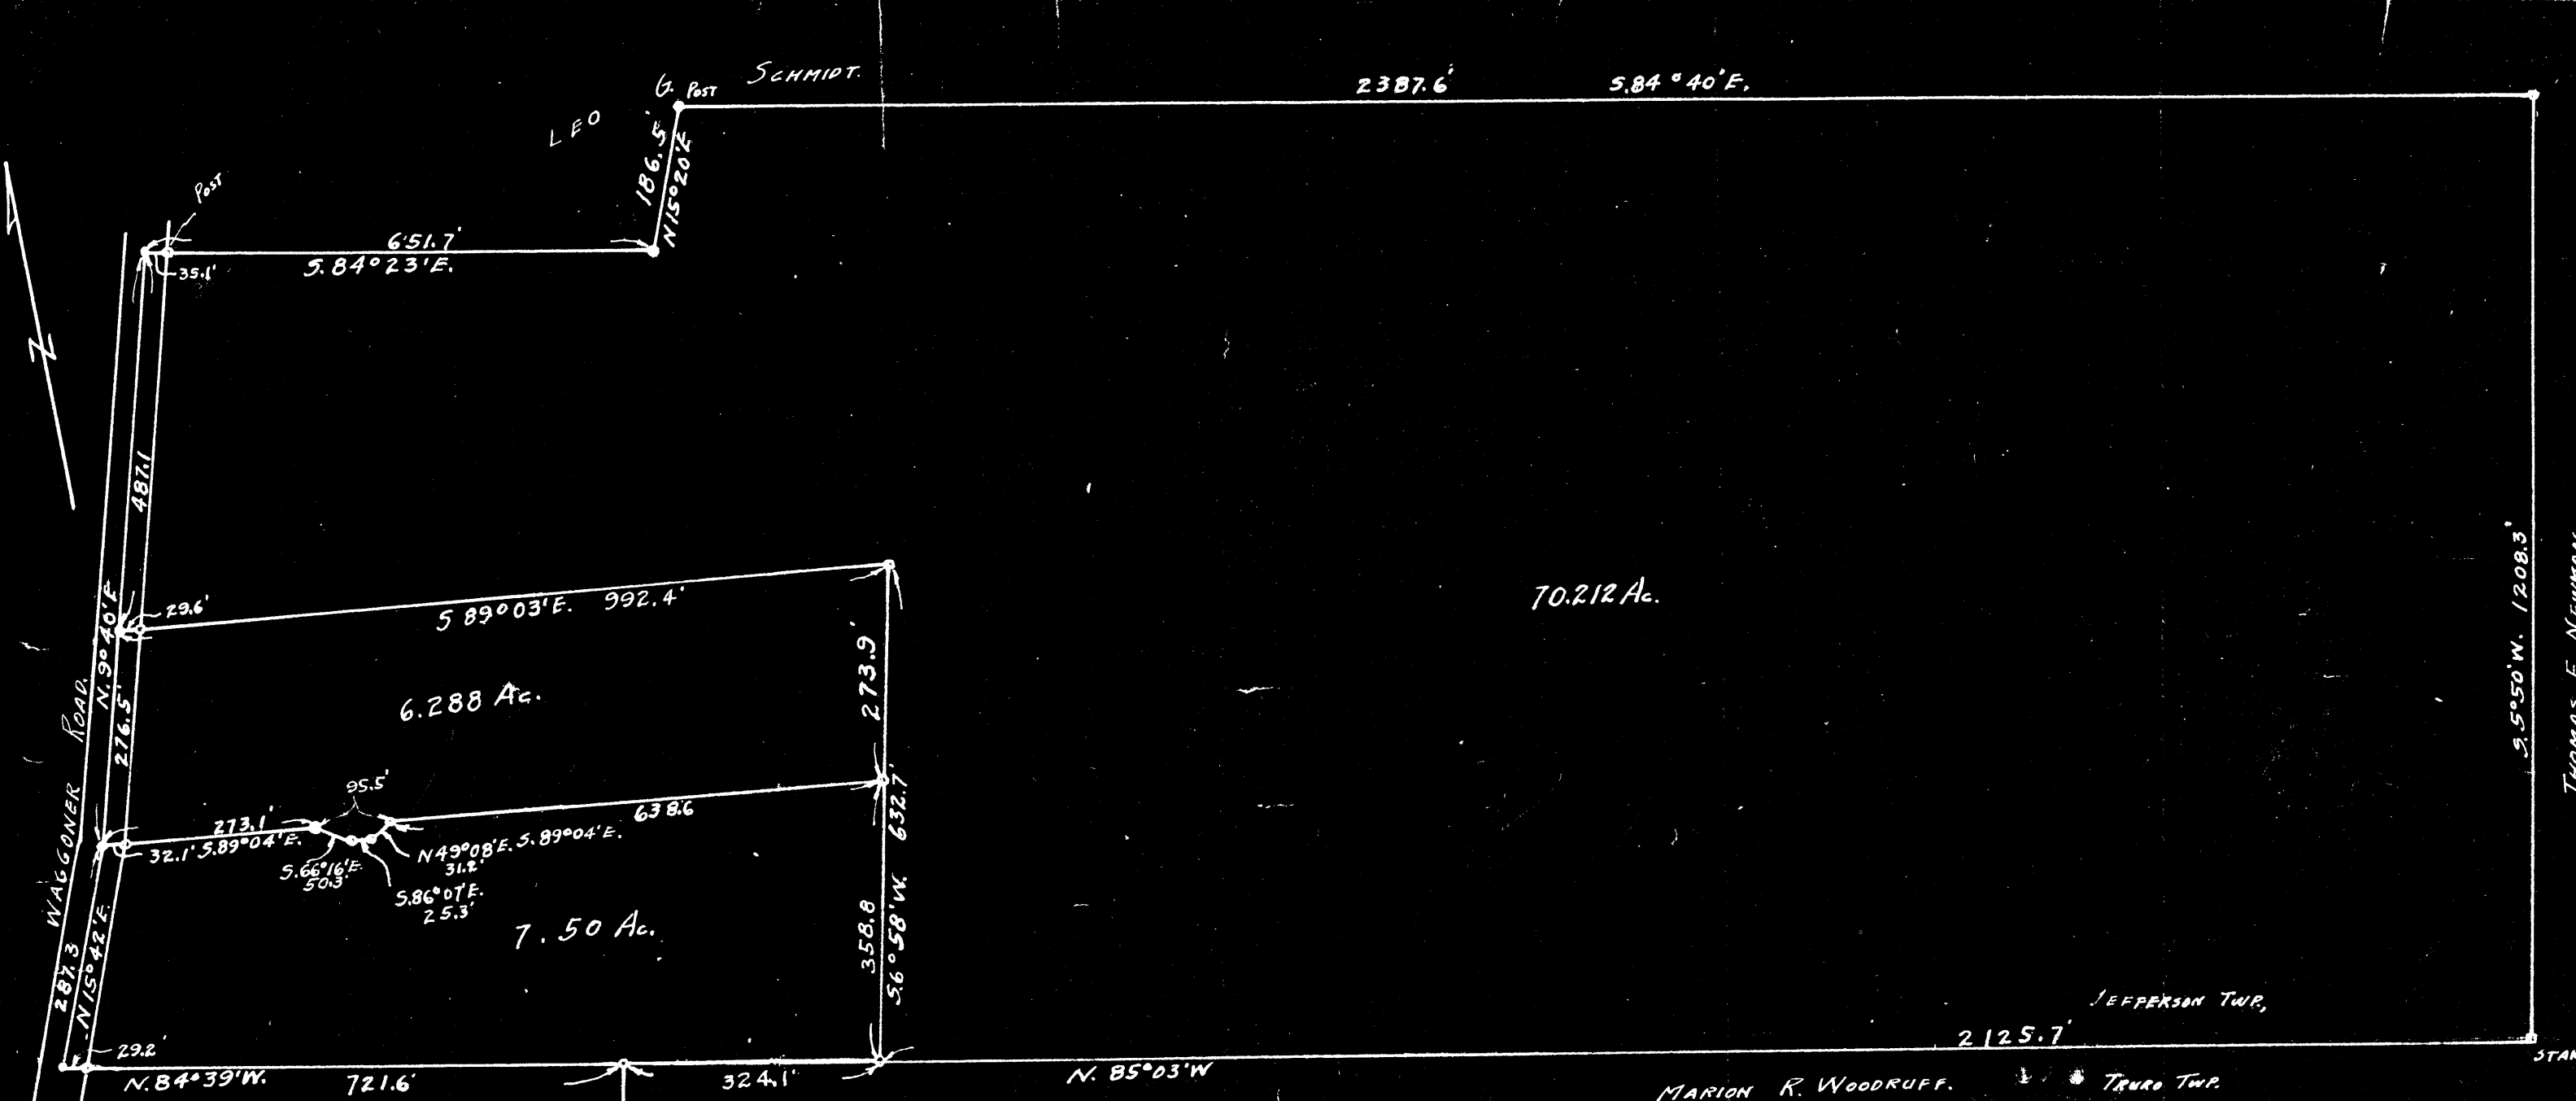 SCHMIDT.
G. POST
2387.6'
S.84°40'E.
LEO
186.5'
N15°20'E
POST
651.7'
S.84°23'E.
35.1'
487.1
N.9°40'E
29.6'
S 89°03'E. 992.4'
276.5'
6.288 Ac.
273.9'
70.212 Ac.
S.5°50'W. 1208.3'
THOMAS E. NEWMAN
WAGGONER ROAD.
95.5'
273.1'
S.89°04'E.
32.1'
638.6
S.89°04'E.
N49°08'E.
31.2'
S.66°16'E.
50.3'
S.86°07'E.
25.3'
S.6°58'W. 632.7'
358.8
7.50 Ac.
287.3
N15°42'E.
29.2'
N.84°39'W.
721.6'
324.1'
N. 85°03'W
2125.7'
JEFFERSON TWP.,
MARION R. WOODRUFF.
TRURO TWP.